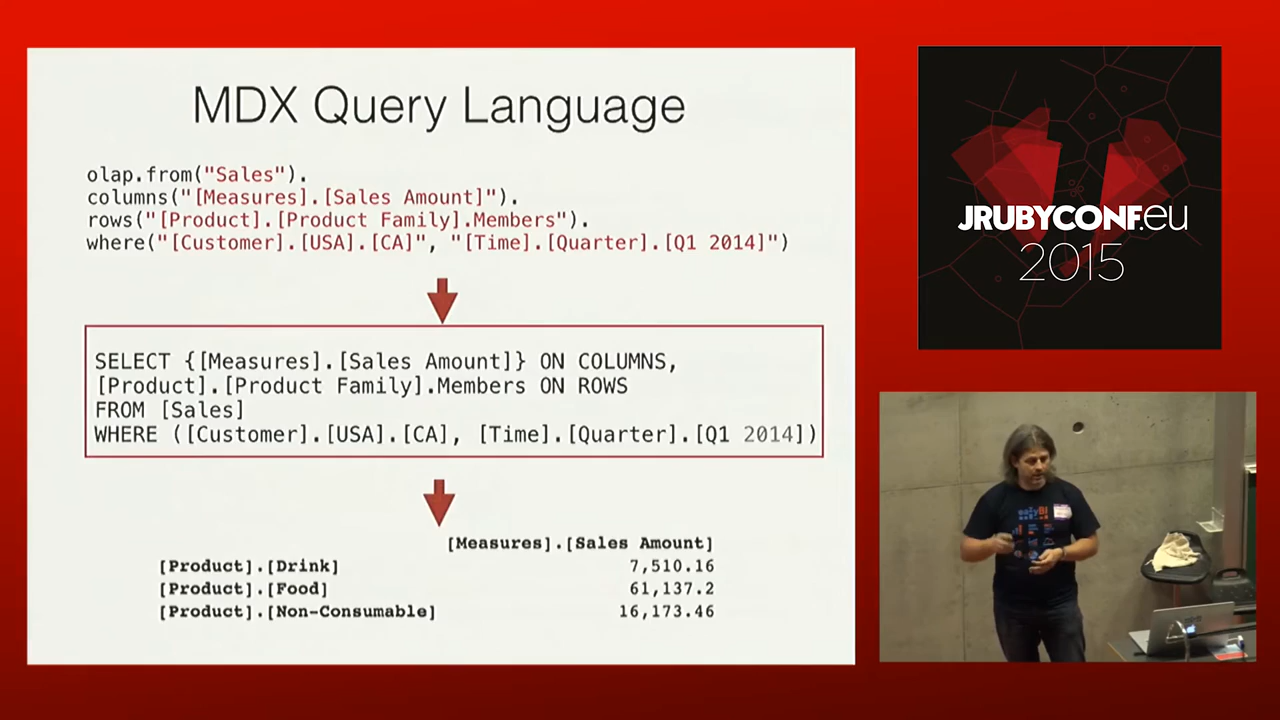 MDX Query Language
olap.from("Sales").
columns("[Measures].[Sales Amount]").
rows("[Product].[Product Family].Members").
where("[Customer].[USA].[CA]", "[Time].[Quarter].[Q1 2014]")
SELECT {[Measures].[Sales Amount]} ON COLUMNS,
[Product].[Product Family].Members ON ROWS
FROM [Sales]
WHERE ([Customer].[USA].[CA], [Time].[Quarter].[Q1 2014])
[Measures].[Sales Amount]
[Product].[Drink] 7,510.16
[Product].[Food] 61,137.2
[Product].[Non-Consumable] 16,173.46
JRUBYCONF.eu
2015
eazyBI